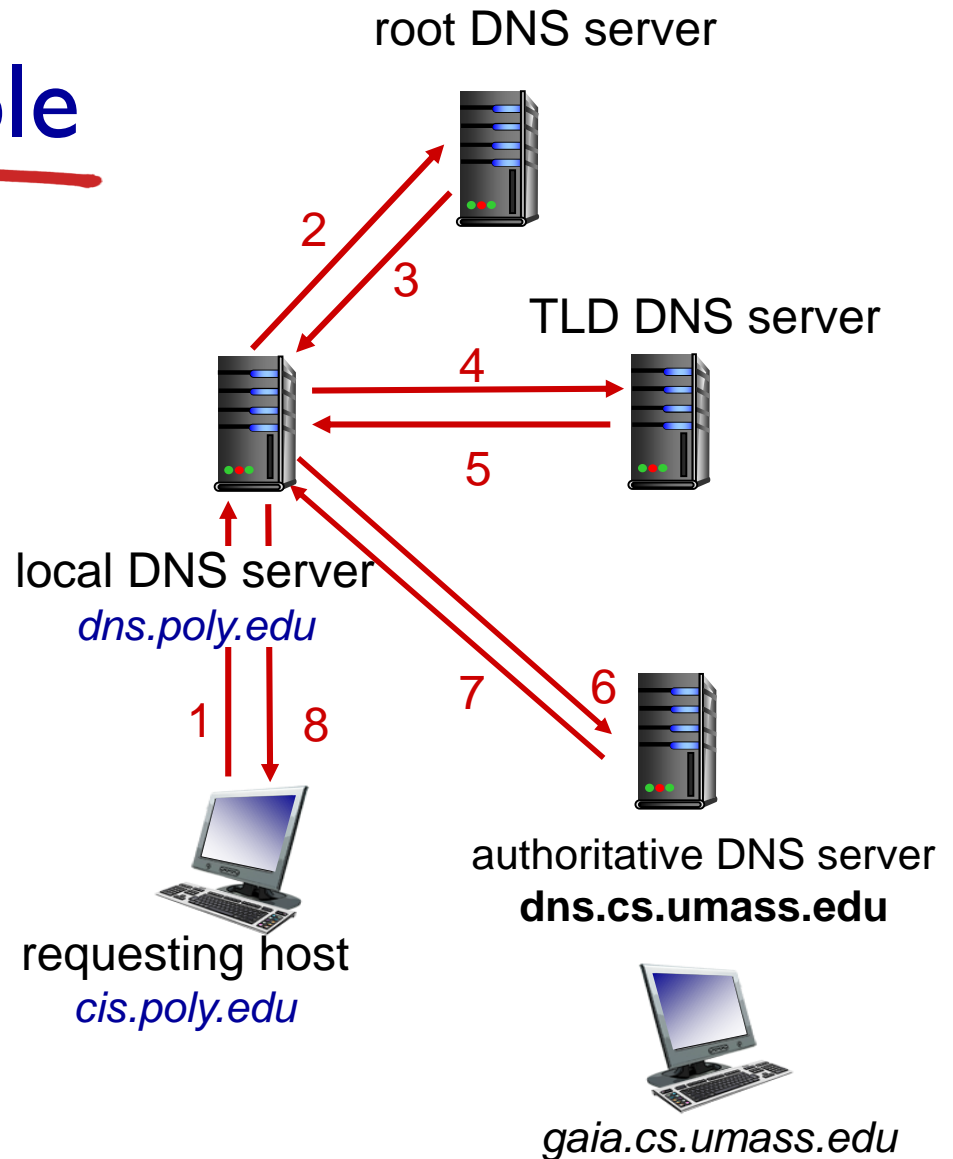 root DNS server
ple
2
3
TLD DNS server
4
5
local DNS server
dns.poly.edu
1
8
7
6
authoritative DNS server
dns.cs.umass.edu
requesting host
cis.poly.edu
gaia.cs.umass.edu